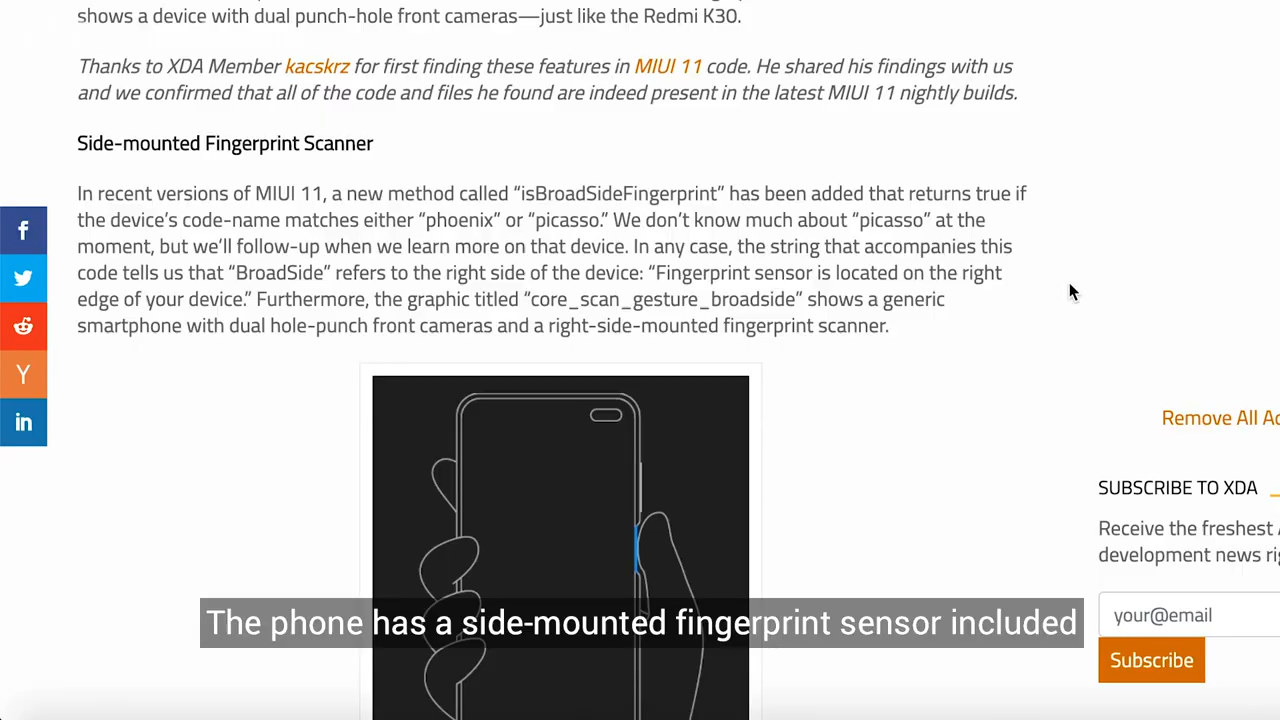 shows a device with dual punch-hole front cameras—just like the Redmi K30.
Thanks to XDA Member kacskrz for first finding these features in MIUI 11 code. He shared his findings with us
and we confirmed that all of the code and files he found are indeed present in the latest MIUI 11 nightly builds.
Side-mounted Fingerprint Scanner
In recent versions of MIUI 11, a new method called “isBroadSideFingerprint” has been added that returns true if
the device’s code-name matches either “phoenix” or “picasso.” We don’t know much about “picasso” at the
moment, but we’ll follow-up when we learn more on that device. In any case, the string that accompanies this
code tells us that “BroadSide” refers to the right side of the device: “Fingerprint sensor is located on the right
edge of your device.” Furthermore, the graphic titled “core_scan_gesture_broadside” shows a generic
smartphone with dual hole-punch front cameras and a right-side-mounted fingerprint scanner.
f
Y
in
Remove All
SUBSCRIBE TO XDA
Receive the freshest
development news
your@email
Subscribe
The phone has a side-mounted fingerprint sensor included